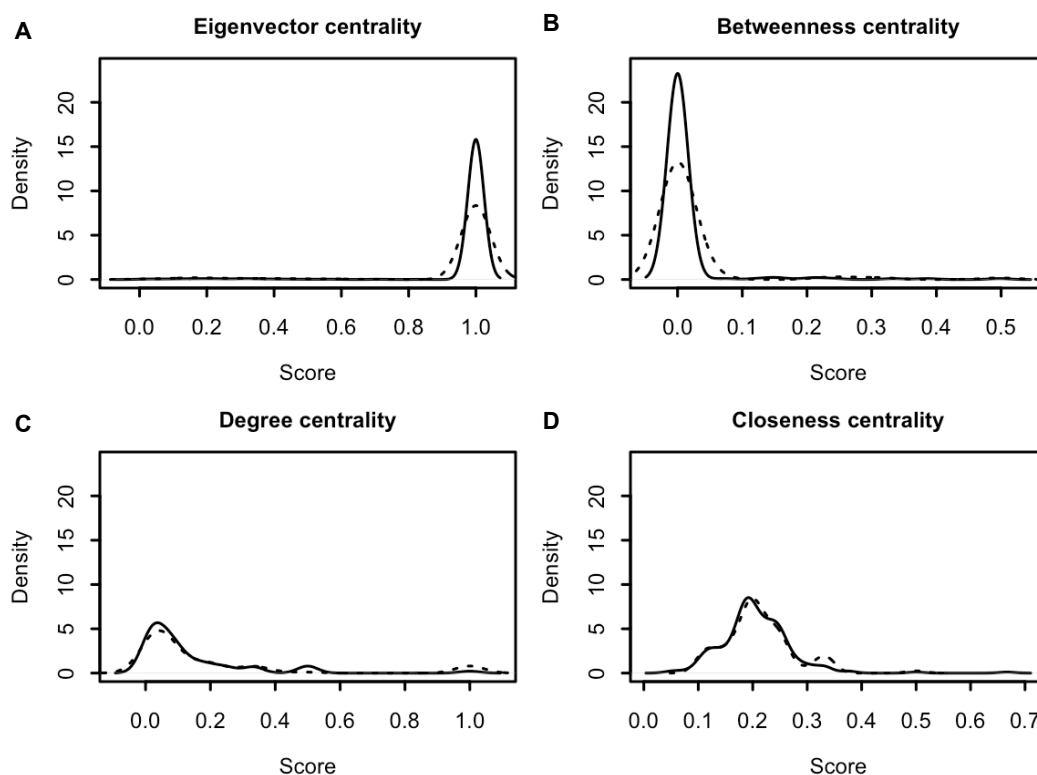 A
Eigenvector centrality
Density
0 5 10 15 20
0.0 0.2 0.4 0.6 0.8 1.0
Score
B
Betweenness centrality
Density
0 5 10 15 20
0.0 0.1 0.2 0.3 0.4 0.5
Score
C
Degree centrality
Density
0 5 10 15 20
0.0 0.2 0.4 0.6 0.8 1.0
Score
D
Closeness centrality
Density
0 5 10 15 20
0.0 0.1 0.2 0.3 0.4 0.5 0.6 0.7
Score